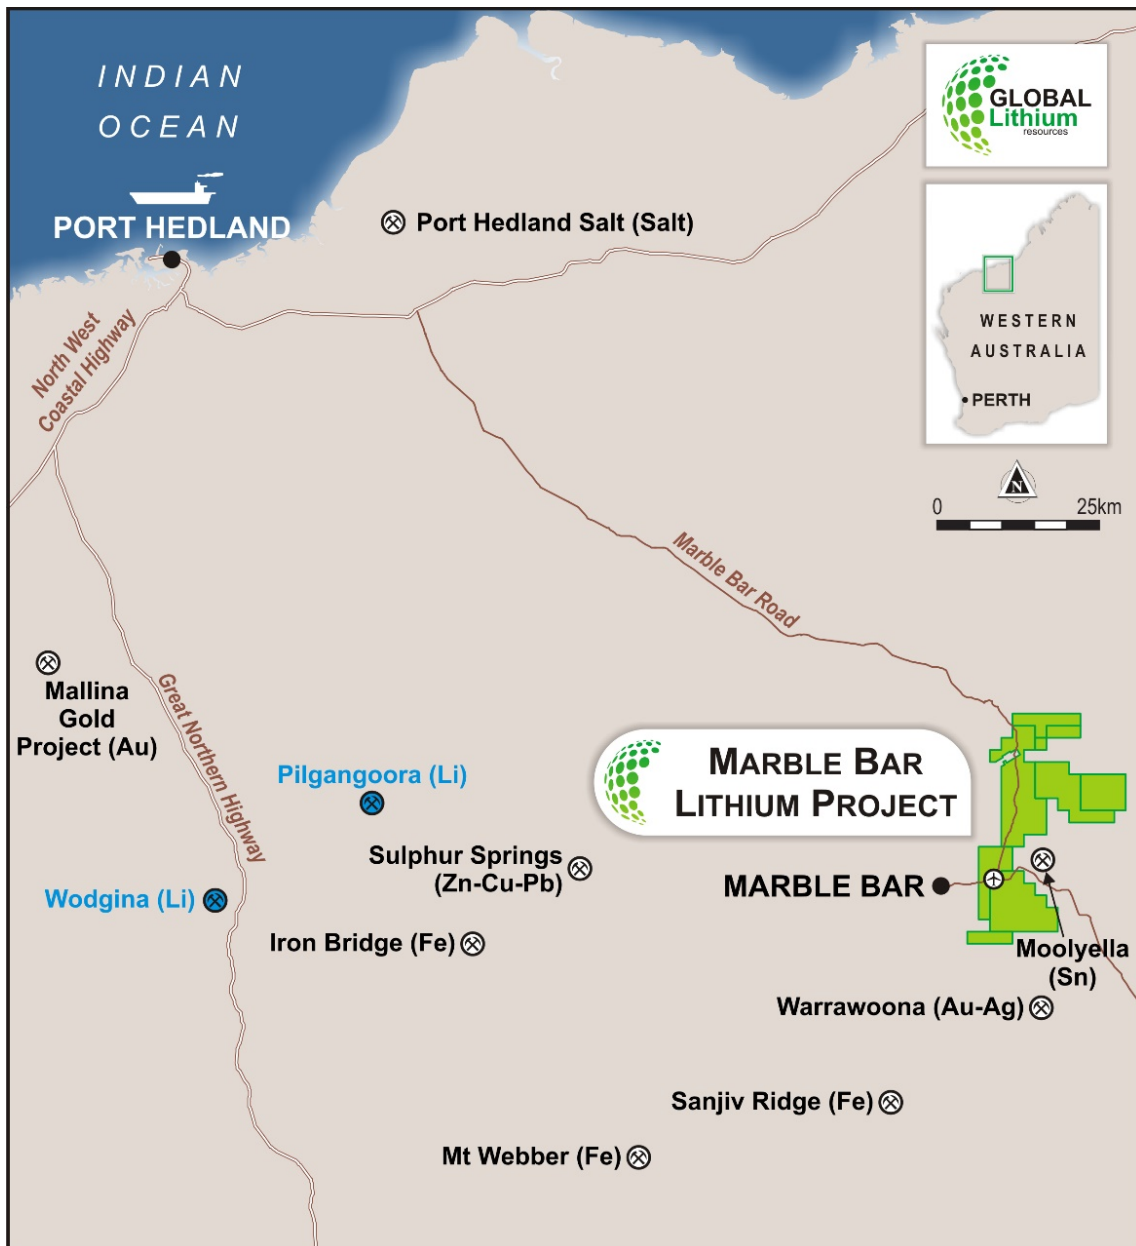 INDIAN
OCEAN
PORT HEDLAND
Port Hedland Salt (Salt)
GLOBAL
Lithium
resources
WESTERN
AUSTRALIA
PERTH
N
0 25km
North West
Coastal Highway
Marble Bar Road
Great Northern Highway
Mallina
Gold
Project (Au)
Pilgangoora (Li)
MARBLE BAR
LITHIUM PROJECT
Sulphur Springs
(Zn-Cu-Pb)
MARBLE BAR
Wodgina (Li)
Iron Bridge (Fe)
Moolyella
(Sn)
Warrawoona (Au-Ag)
Sanjiv Ridge (Fe)
Mt Webber (Fe)